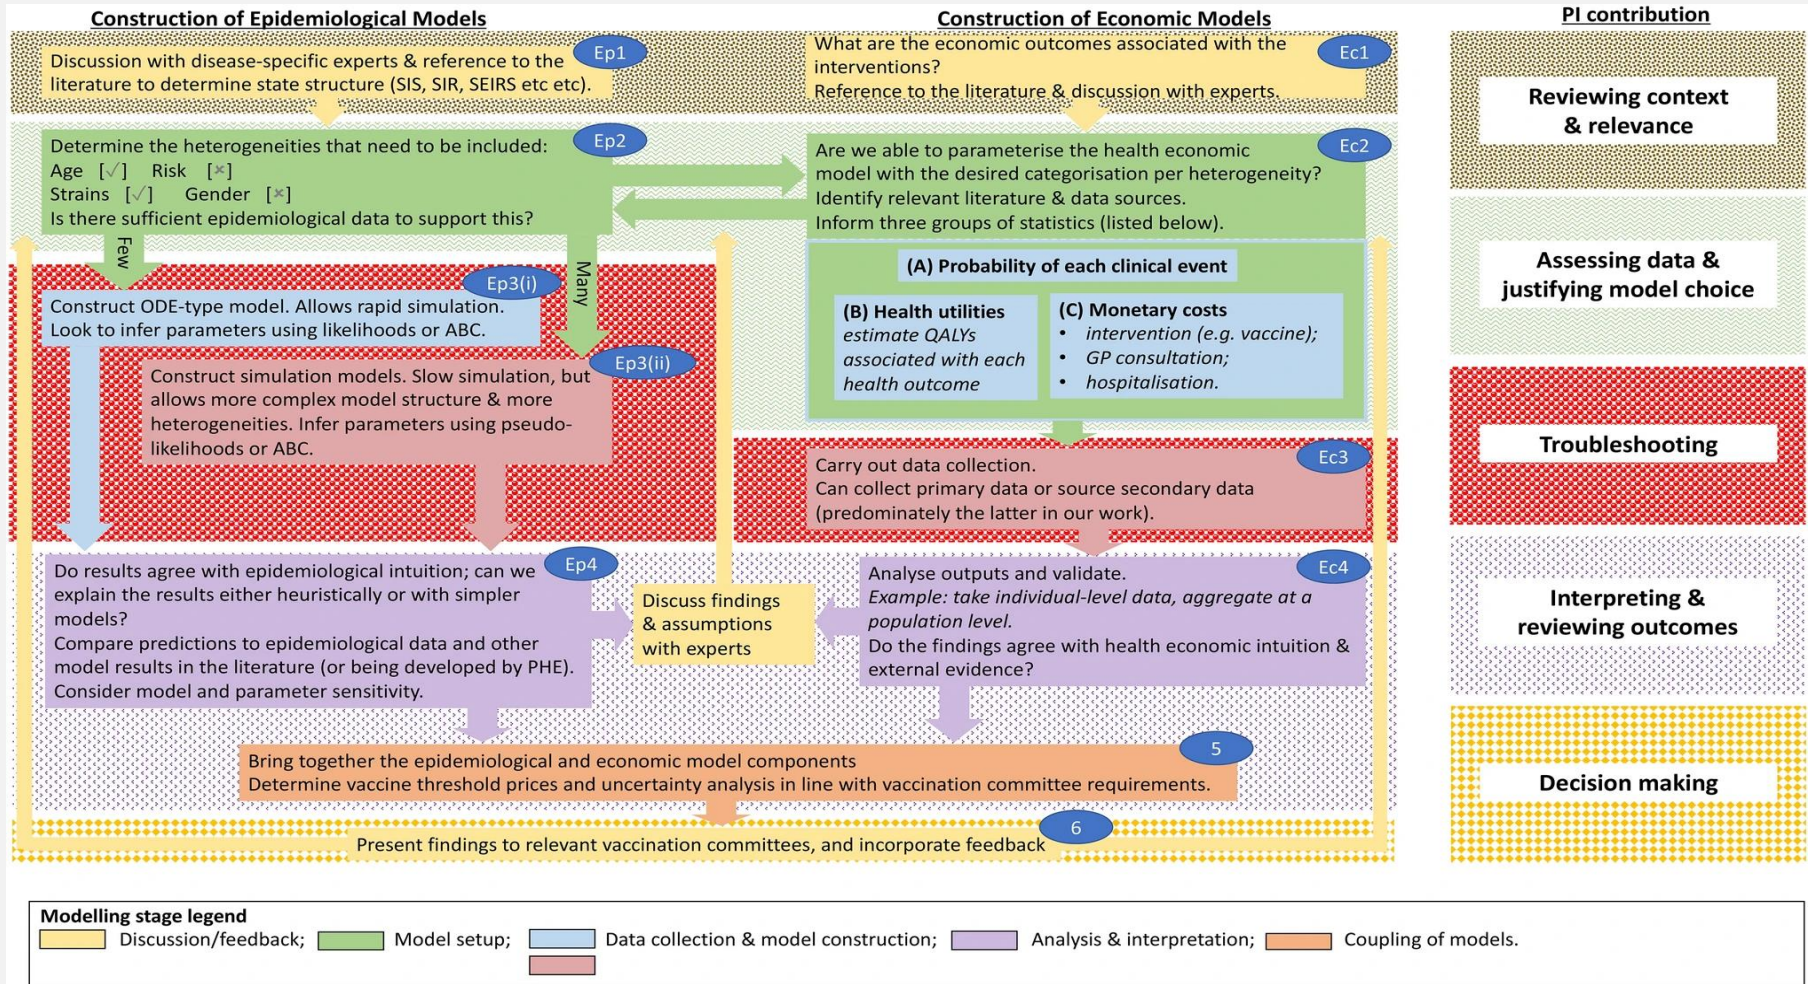 Construction of Epidemiological Models
Construction of Economic Models
PI contribution
Ep1
Discussion with disease-specific experts & reference to the
literature to determine state structure (SIS, SIR, SEIRS etc etc).
Ec1
What are the economic outcomes associated with the
interventions?
Reference to the literature & discussion with experts.
Reviewing context
& relevance
Ep2
Determine the heterogeneities that need to be included:
Age [✓] Risk [×]
Strains [✓] Gender [×]
Is there sufficient epidemiological data to support this?
Ec2
Are we able to parameterise the health economic
model with the desired categorisation per heterogeneity?
Identify relevant literature & data sources.
Inform three groups of statistics (listed below).
(A) Probability of each clinical event
(B) Health utilities
estimate QALYs
associated with each
health outcome
(C) Monetary costs
• intervention (e.g. vaccine);
• GP consultation;
• hospitalisation.
Assessing data &
justifying model choice
Few
Many
Ep3(i)
Construct ODE-type model. Allows rapid simulation.
Look to infer parameters using likelihoods or ABC.
Ep3(ii)
Construct simulation models. Slow simulation, but
allows more complex model structure & more
heterogeneities. Infer parameters using pseudo-
likelihoods or ABC.
Ec3
Carry out data collection.
Can collect primary data or source secondary data
(predominately the latter in our work).
Troubleshooting
Ep4
Do results agree with epidemiological intuition; can we
explain the results either heuristically or with simpler
models?
Compare predictions to epidemiological data and other
model results in the literature (or being developed by PHE).
Consider model and parameter sensitivity.
Discuss findings
& assumptions
with experts
Ec4
Analyse outputs and validate.
Example: take individual-level data, aggregate at a
population level.
Do the findings agree with health economic intuition &
external evidence?
Interpreting &
reviewing outcomes
5
Bring together the epidemiological and economic model components
Determine vaccine threshold prices and uncertainty analysis in line with vaccination committee requirements.
6
Present findings to relevant vaccination committees, and incorporate feedback
Decision making
Modelling stage legend
Discussion/feedback; Model setup; Data collection & model construction; Analysis & interpretation; Coupling of models.